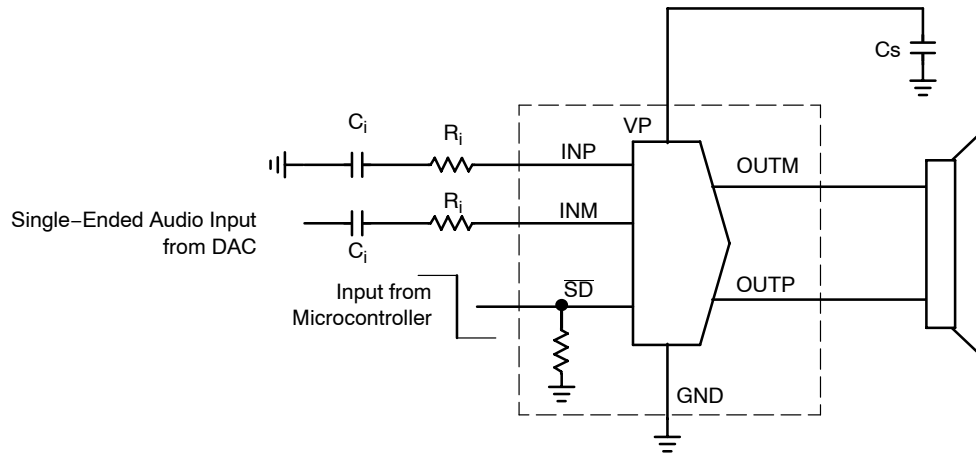 Cs
VP
Ci
Ri
INP
OUTM
Ri
INM
Single−Ended Audio Input
from DAC
Ci
SD
OUTP
Input from
Microcontroller
GND